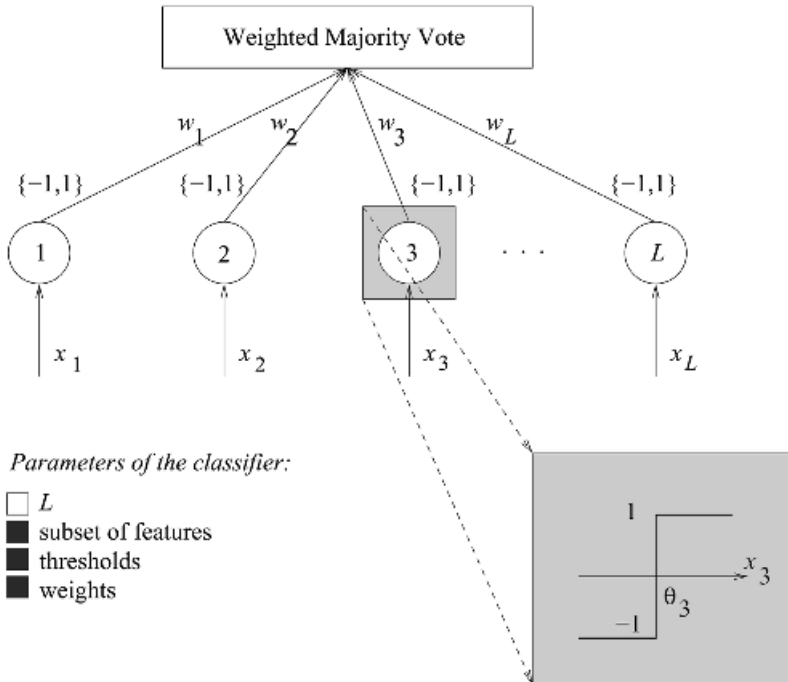 Weighted Majority Vote
w1 w2 w3 wL
{−1,1} {−1,1} {−1,1} {−1,1}
1 2 3 . . . L
x1 x2 x3 xL
Parameters of the classifier:
L
subset of features
thresholds
weights
1
x3
θ3
−1